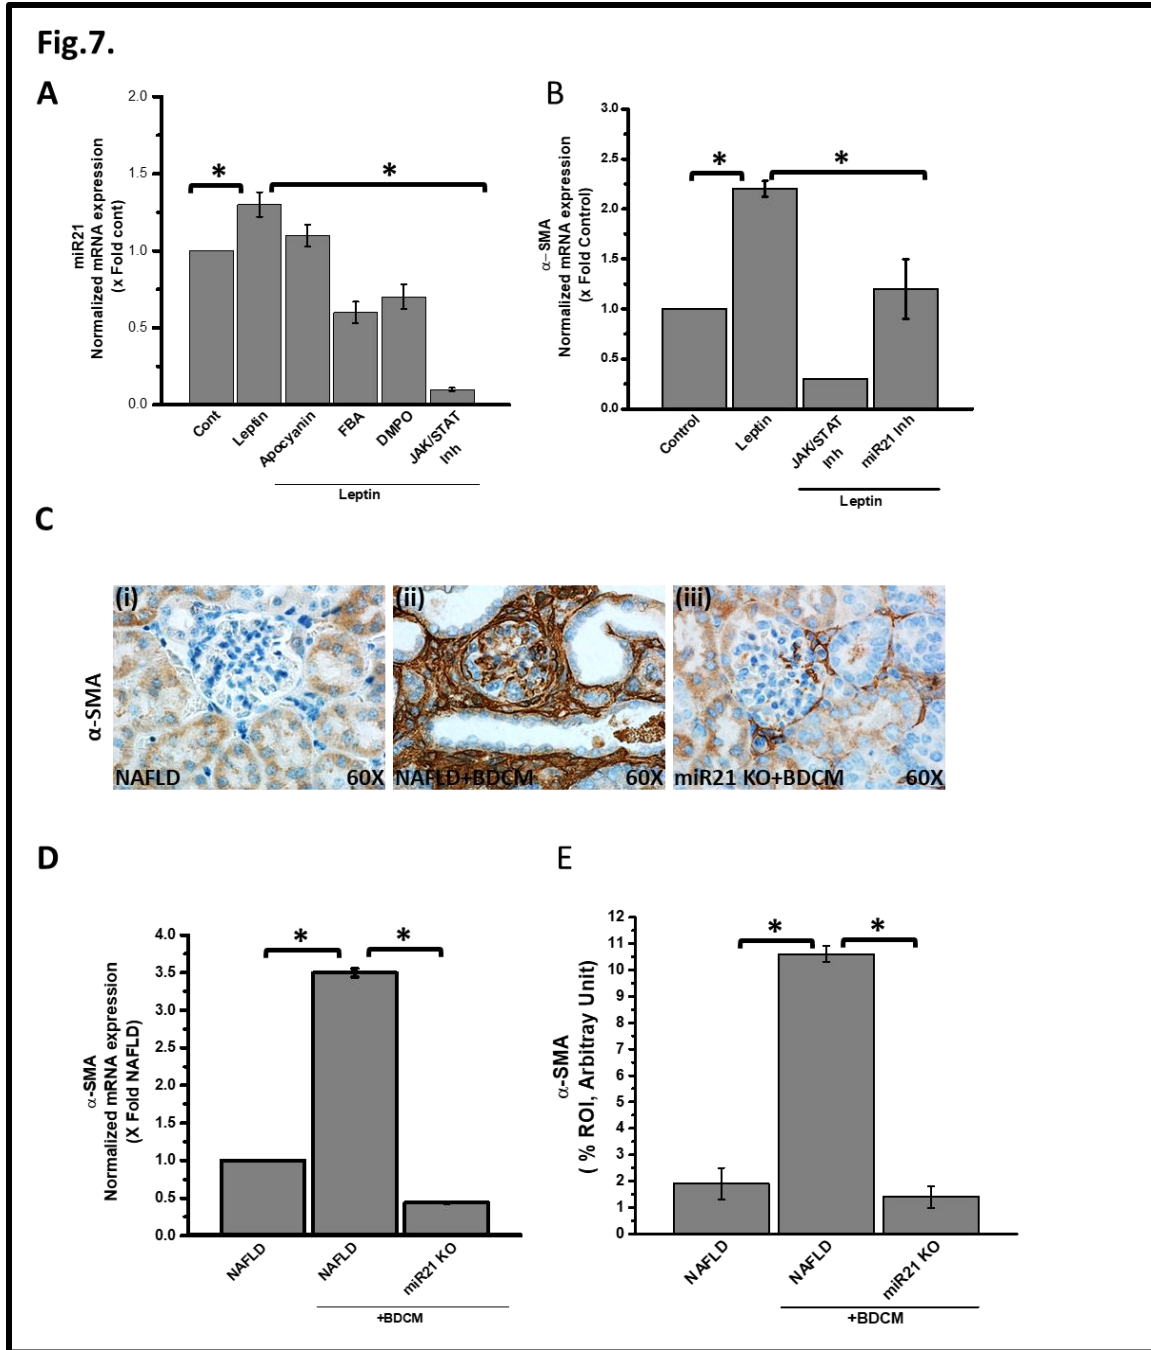 Fig.7.
A
miR21
Normalized mRNA expression
(x Fold cont)
2.0
1.5
1.0
0.5
0.0
*
*
Cont
Leptin
Apocyanin
FBA
DMPO
JAK/STAT
Inh
Leptin
B
α-SMA
Normalized mRNA expression
(x Fold Control)
3.0
2.5
2.0
1.5
1.0
0.5
0.0
*
*
Control
Leptin
JAK/STAT
Inh
miR21 Inh
Leptin
C
α-SMA
(i)
NAFLD
60X
(ii)
NAFLD+BDCM
60X
(iii)
miR21 KO+BDCM
60X
D
α-SMA
Normalized mRNA expression
(X Fold NAFLD)
4.0
3.5
3.0
2.5
2.0
1.5
1.0
0.5
0.0
*
*
NAFLD
NAFLD
miR21 KO
+BDCM
E
α-SMA
( % ROI, Arbitray Unit)
12
11
10
9
8
7
6
5
4
3
2
1
0
*
*
NAFLD
NAFLD
miR21 KO
+BDCM